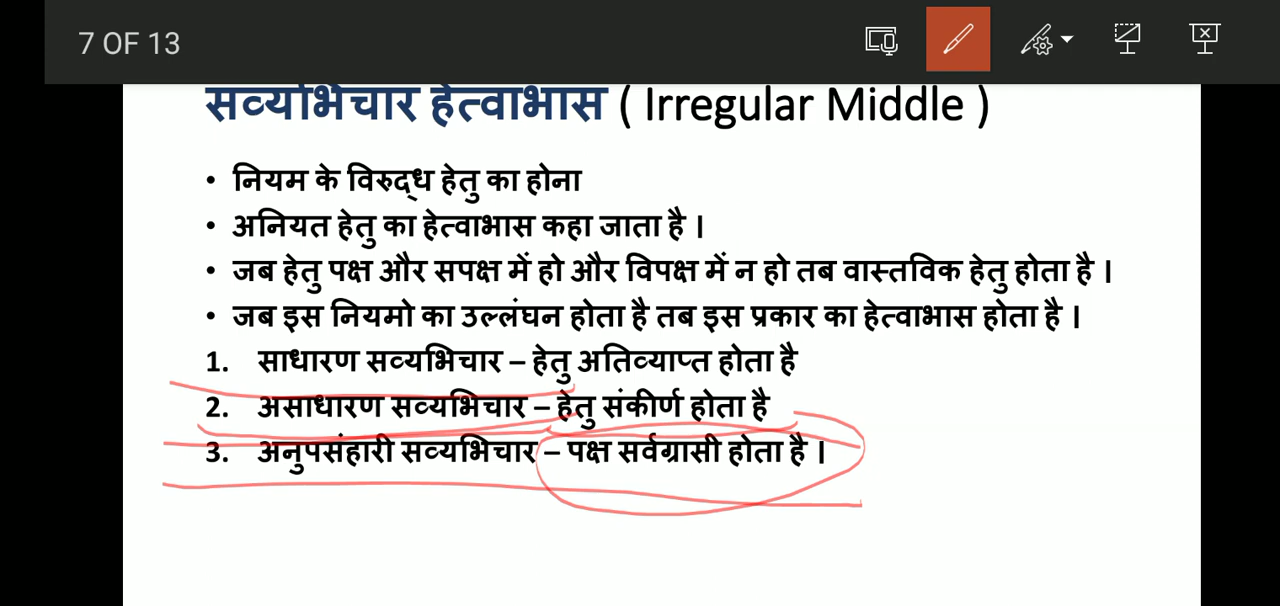 7 OF 13
सव्यभिचार हेत्वाभास ( Irregular Middle )
• नियम के विरुद्ध हेतु का होना
• अनियत हेतु का हेत्वाभास कहा जाता है ।
• जब हेतु पक्ष और सपक्ष में हो और विपक्ष में न हो तब वास्तविक हेतु होता है ।
• जब इस नियमो का उल्लंघन होता है तब इस प्रकार का हेत्वाभास होता है ।
1. साधारण सव्यभिचार – हेतु अतिव्याप्त होता है
2. असाधारण सव्यभिचार – हेतु संकीर्ण होता है
3. अनुपसंहारी सव्यभिचार – पक्ष सर्वग्रासी होता है ।